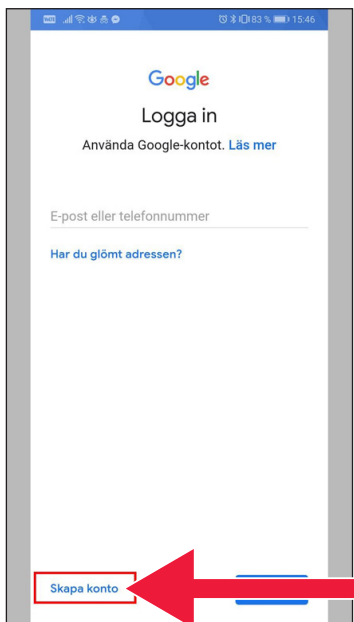 83 % 15:46
Google
Logga in
Använda Google-kontot. Läs mer
E-post eller telefonnummer
Har du glömt adressen?
Skapa konto